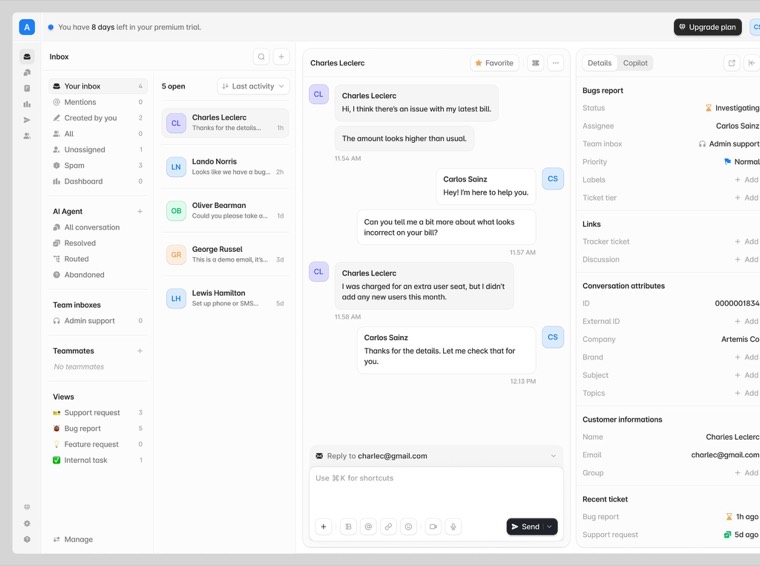 A
You have 8 days left in your premium trial.
Upgrade plan
CS
Inbox
Your inbox 4
Mentions 0
Created by you 2
All 0
Unassigned 1
Spam 3
Dashboard 0
AI Agent
All conversation
Resolved
Routed
Abandoned
Team inboxes
Admin support 0
Teammates
No teammates
Views
Support request 3
Bug report 5
Feature request 0
Internal task 1
Manage
5 open
Last activity
CL
Charles Leclerc
Thanks for the details... 1h
LN
Lando Norris
Looks like we have a bug... 2h
OB
Oliver Bearman
Could you please take a... 1d
GR
George Russel
This is a demo email, it's... 3d
LH
Lewis Hamilton
Set up phone or SMS... 5d
Charles Leclerc
Favorite
CL
Charles Leclerc
Hi, I think there's an issue with my latest bill.
The amount looks higher than usual.
11.54 AM
Carlos Sainz
CS
Hey! I'm here to help you.
Can you tell me a bit more about what looks
incorrect on your bill?
11.57 AM
CL
Charles Leclerc
I was charged for an extra user seat, but I didn't
add any new users this month.
11.58 AM
Carlos Sainz
CS
Thanks for the details. Let me check that for
you.
12.13 PM
Reply to charlec@gmail.com
Use ⌘K for shortcuts
Send
Details
Copilot
Bugs report
Status Investigating
Assignee Carlos Sainz
Team inbox Admin support
Priority Normal
Labels + Add
Ticket tier + Add
Links
Tracker ticket + Add
Discussion + Add
Conversation attributes
ID 0000001834
External ID + Add
Company Artemis Co
Brand + Add
Subject + Add
Topics + Add
Customer informations
Name Charles Leclerc
Email charlec@gmail.com
Group + Add
Recent ticket
Bug report 1h ago
Support request 5d ago